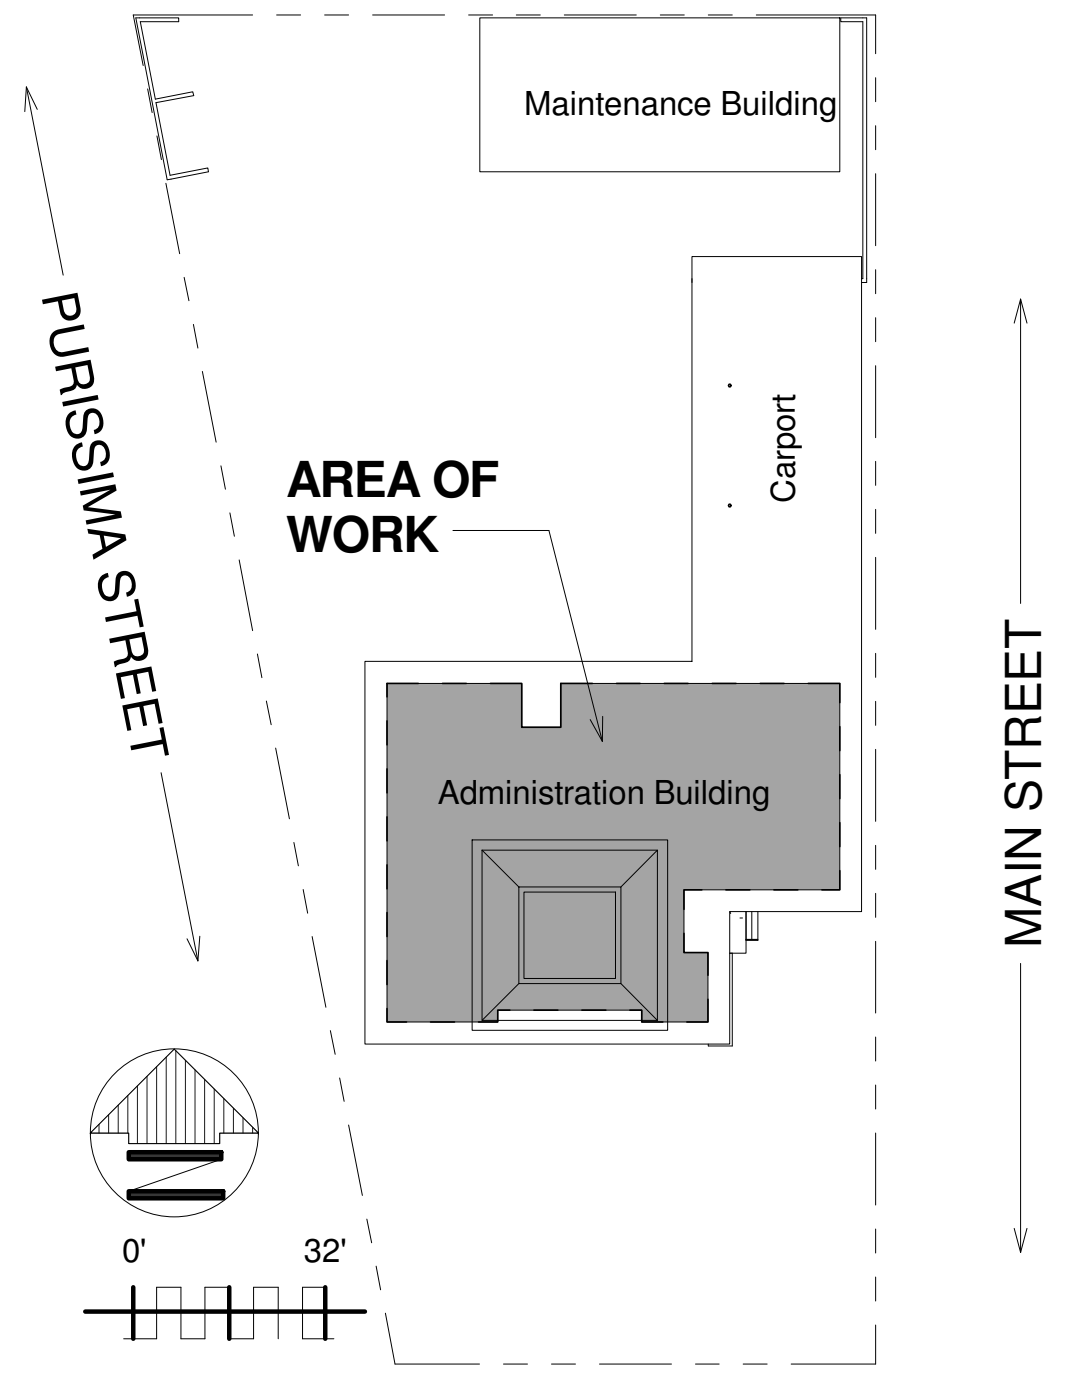 Maintenance Building
PURISSIMA STREET
Carport
AREA OF
WORK
MAIN STREET
Administration Building
0' 32'